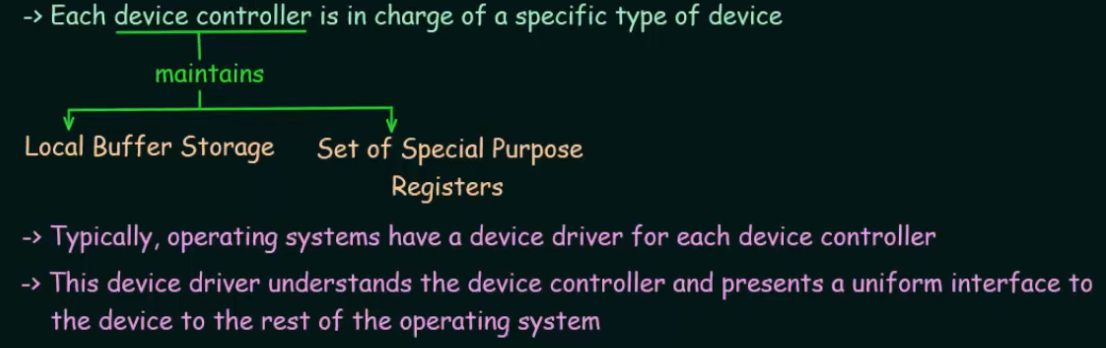 -> Each device controller is in charge of a specific type of device
maintains
Local Buffer Storage
Set of Special Purpose
Registers
-> Typically, operating systems have a device driver for each device controller
-> This device driver understands the device controller and presents a uniform interface to
the device to the rest of the operating system